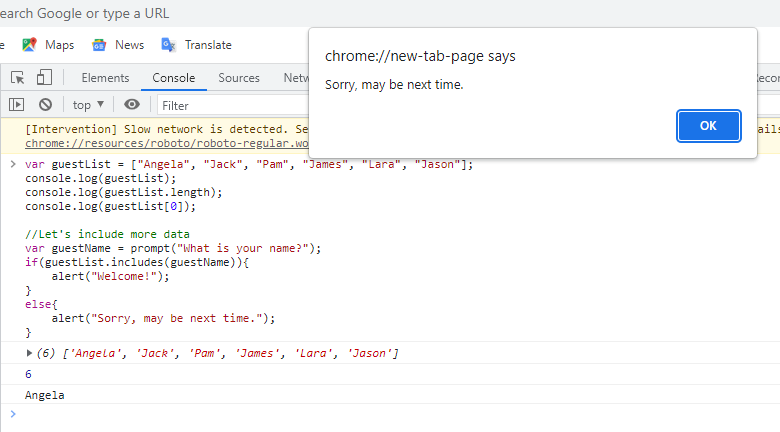 earch Google or type a URL
e Maps News Translate
chrome://new-tab-page says
Sorry, may be next time.
OK
Elements Console Sources Netw ecor
top ▼ Filter
[Intervention] Slow network is detected. Se ails
chrome://resources/roboto/roboto-regular.wo
> var guestList = ["Angela", "Jack", "Pam", "James", "Lara", "Jason"];
console.log(guestList);
console.log(guestList.length);
console.log(guestList[0]);
//Let's include more data
var guestName = prompt("What is your name?");
if(guestList.includes(guestName)){
alert("Welcome!");
}
else{
alert("Sorry, may be next time.");
}
(6) ['Angela', 'Jack', 'Pam', 'James', 'Lara', 'Jason']
6
Angela
>